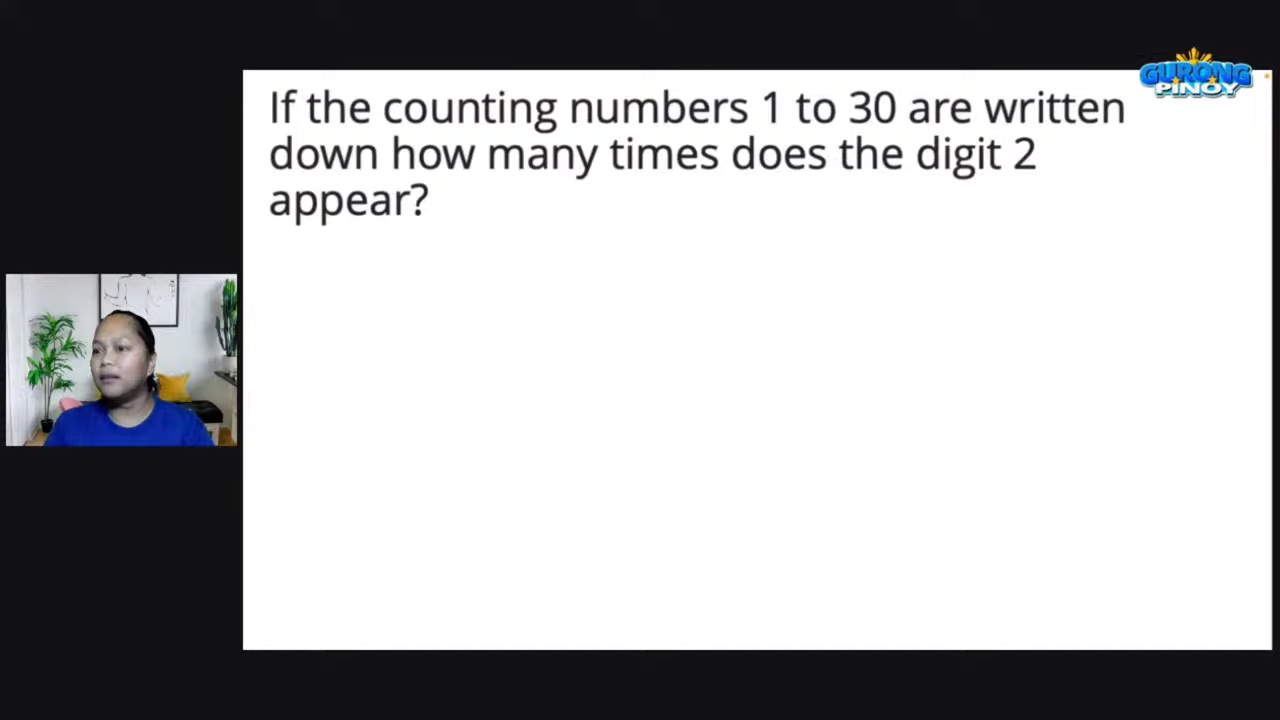 GURONG
PINOY
If the counting numbers 1 to 30 are written
down how many times does the digit 2
appear?